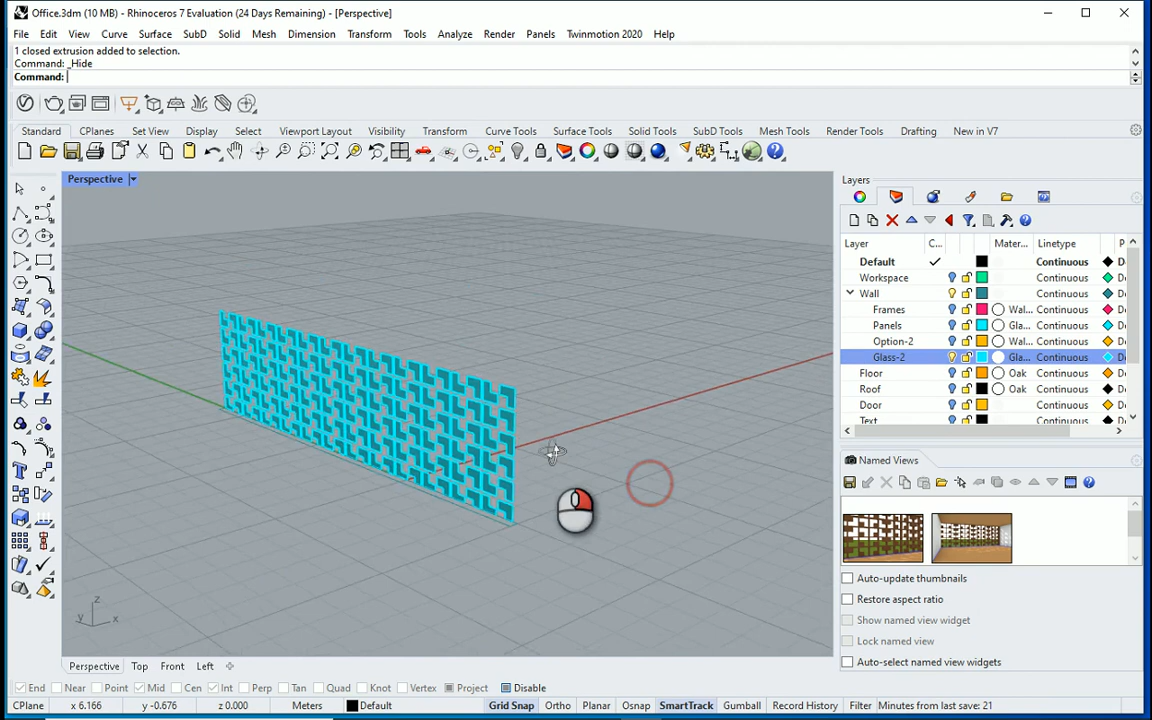 Office.3dm (10 MB) - Rhinoceros 7 Evaluation (24 Days Remaining) - [Perspective]
File Edit View Curve Surface SubD Solid Mesh Dimension Transform Tools Analyze Render Panels Twinmotion 2020 Help
1 closed extrusion added to selection.
Command: _Hide
Command:
Standard CPlanes Set View Display Select Viewport Layout Visibility Transform Curve Tools Surface Tools Solid Tools SubD Tools Mesh Tools Render Tools Drafting New in V7
Perspective
Layers
Layer C... Mater... Linetype P
Default Continuous D
Workspace Continuous D
Wall Continuous D
Frames Wal... Continuous D
Panels Gla... Continuous D
Option-2 Wal... Continuous D
Glass-2 Gla... Continuous D
Floor Oak Continuous D
Roof Oak Continuous D
Door Continuous D
Text Continuous
Named Views
Auto-update thumbnails
Restore aspect ratio
Show named view widget
Lock named view
Auto-select named view widgets
z
y x
Perspective Top Front Left
End Near Point Mid Cen Int Perp Tan Quad Knot Vertex Project Disable
CPlane x 6.166 y -0.676 z 0.000 Meters Default Grid Snap Ortho Planar Osnap SmartTrack Gumball Record History Filter Minutes from last save: 21